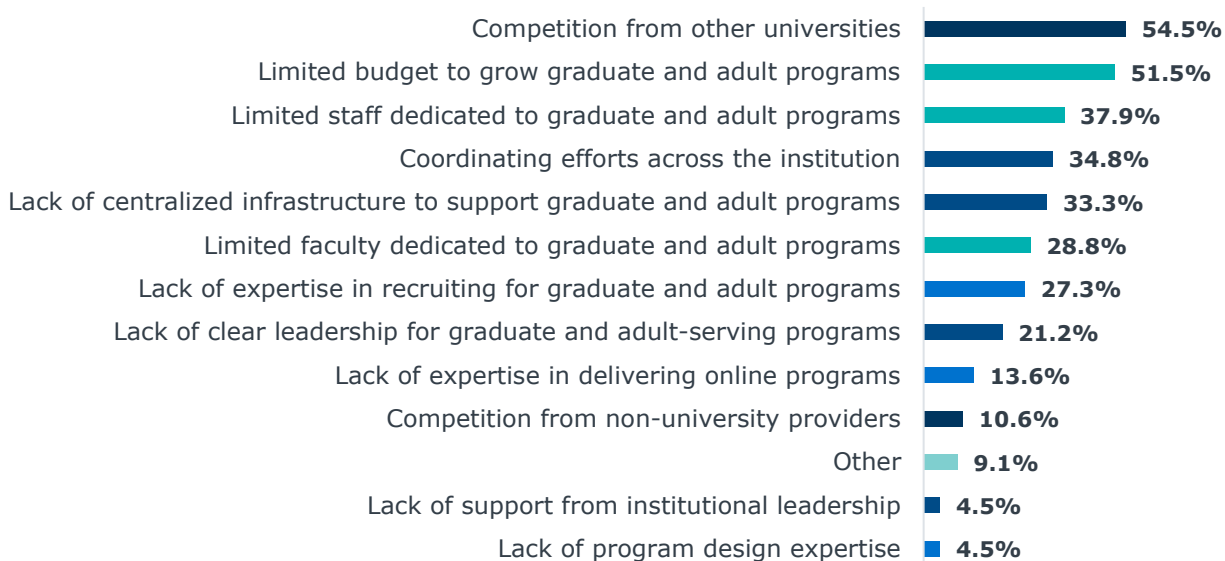 Competition from other universities 54.5%
Limited budget to grow graduate and adult programs 51.5%
Limited staff dedicated to graduate and adult programs 37.9%
Coordinating efforts across the institution 34.8%
Lack of centralized infrastructure to support graduate and adult programs 33.3%
Limited faculty dedicated to graduate and adult programs 28.8%
Lack of expertise in recruiting for graduate and adult programs 27.3%
Lack of clear leadership for graduate and adult-serving programs 21.2%
Lack of expertise in delivering online programs 13.6%
Competition from non-university providers 10.6%
Other 9.1%
Lack of support from institutional leadership 4.5%
Lack of program design expertise 4.5%